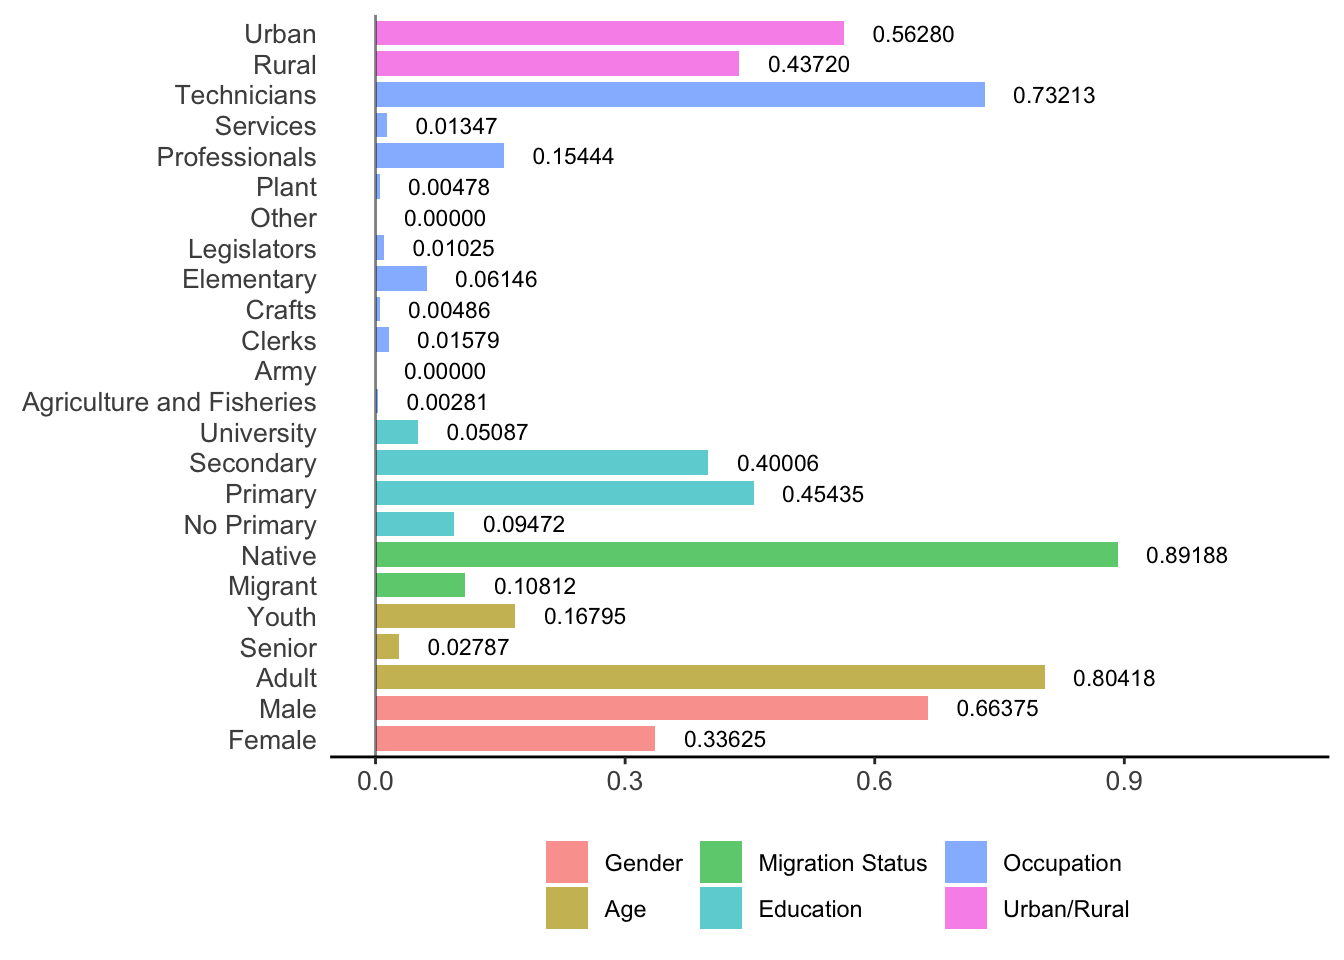 Urban 0.56280
Rural 0.43720
Technicians 0.73213
Services 0.01347
Professionals 0.15444
Plant 0.00478
Other 0.00000
Legislators 0.01025
Elementary 0.06146
Crafts 0.00486
Clerks 0.01579
Army 0.00000
Agriculture and Fisheries 0.00281
University 0.05087
Secondary 0.40006
Primary 0.45435
No Primary 0.09472
Native 0.89188
Migrant 0.10812
Youth 0.16795
Senior 0.02787
Adult 0.80418
Male 0.66375
Female 0.33625
0.0 0.3 0.6 0.9
Gender Migration Status Occupation
Age Education Urban/Rural